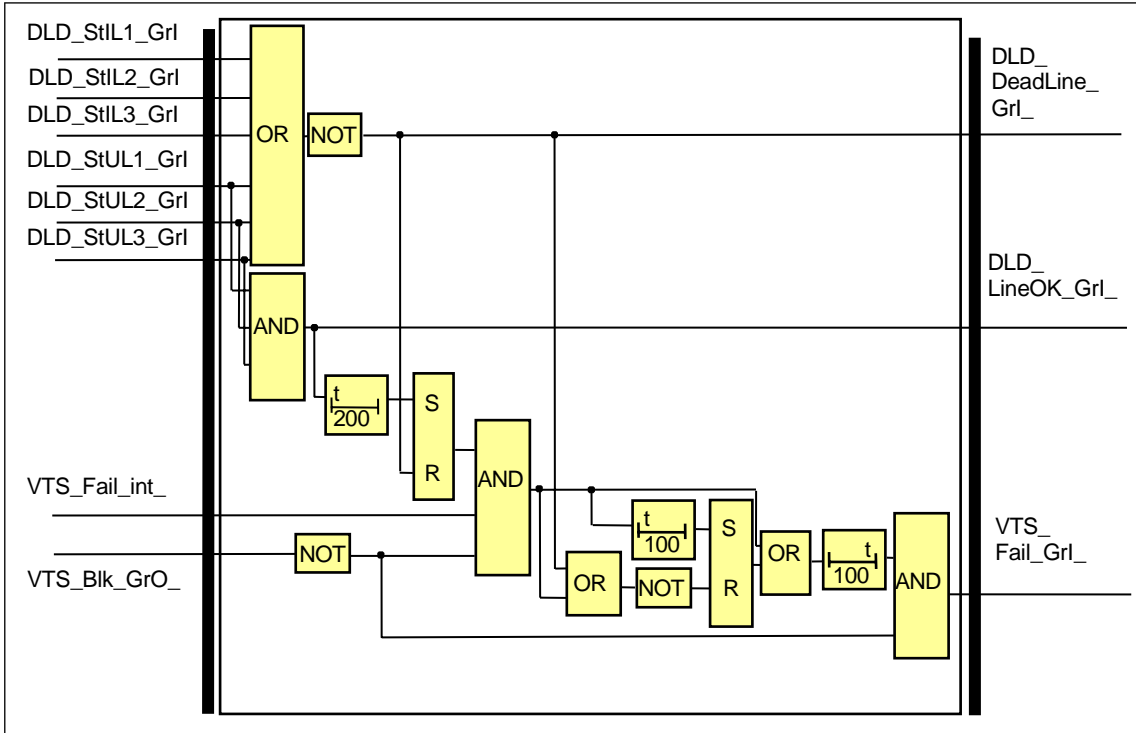 DLD_StIL1_GrI
DLD_StIL2_GrI
DLD_StIL3_GrI
DLD_StUL1_GrI
DLD_StUL2_GrI
DLD_StUL3_GrI
VTS_Fail_int_
VTS_Blk_GrO_
OR
NOT
AND
t
200
S
R
AND
NOT
t
100
OR
NOT
S
R
OR
t
100
AND
DLD_
DeadLine_
GrI_
DLD_
LineOK_GrI_
VTS_
Fail_GrI_